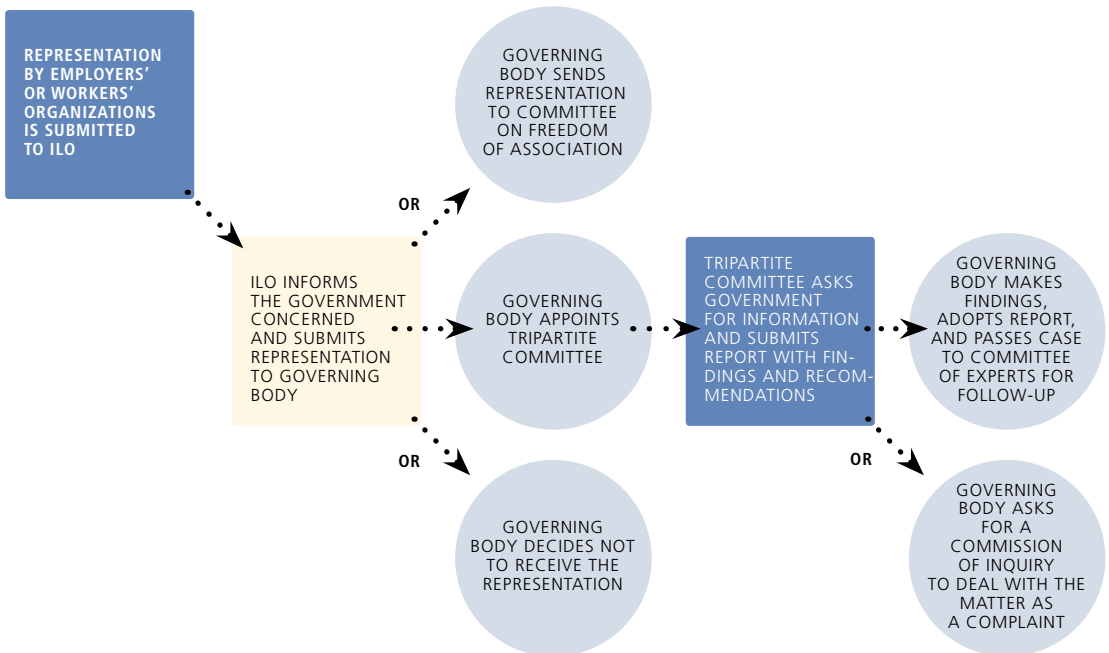 REPRESENTATION
BY EMPLOYERS’
OR WORKERS’
ORGANIZATIONS
IS SUBMITTED
TO ILO
ILO INFORMS
THE GOVERNMENT
CONCERNED
AND SUBMITS
REPRESENTATION
TO GOVERNING
BODY
OR
GOVERNING
BODY SENDS
REPRESENTATION
TO COMMITTEE
ON FREEDOM
OF ASSOCIATION
GOVERNING
BODY APPOINTS
TRIPARTITE
COMMITTEE
OR
GOVERNING
BODY DECIDES NOT
TO RECEIVE THE
REPRESENTATION
TRIPARTITE
COMMITTEE ASKS
GOVERNMENT
FOR INFORMATION
AND SUBMITS
REPORT WITH FIN-
DINGS AND RECOM-
MENDATIONS
GOVERNING
BODY MAKES
FINDINGS,
ADOPTS REPORT,
AND PASSES CASE
TO COMMITTEE
OF EXPERTS FOR
FOLLOW-UP
OR
GOVERNING
BODY ASKS
FOR A
COMMISSION
OF INQUIRY
TO DEAL WITH THE
MATTER AS
A COMPLAINT